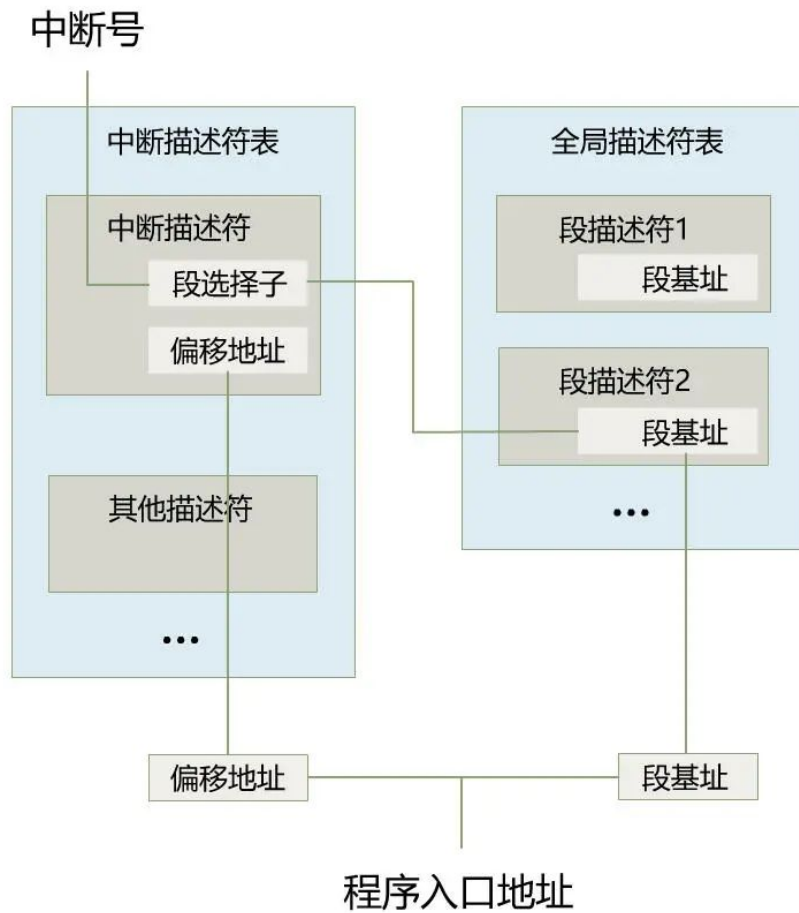 中断号
中断描述符表
中断描述符
段选择子
偏移地址
其他描述符
...
全局描述符表
段描述符1
段基址
段描述符2
段基址
...
偏移地址
段基址
程序入口地址